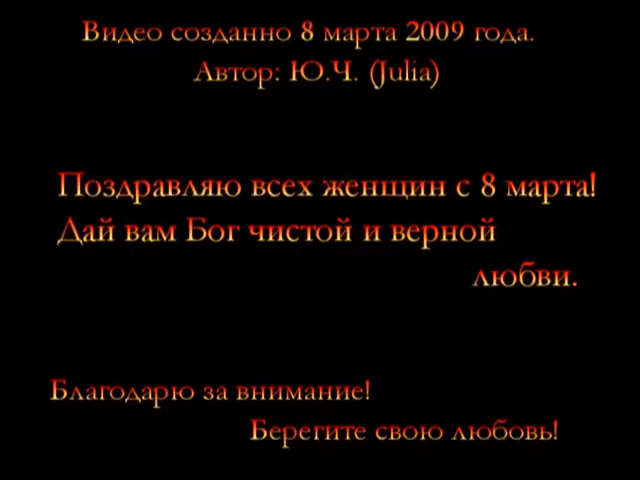 Видео созданно 8 марта 2009 года.
Автор: Ю.Ч. (Julia)
Поздравляю всех женщин с 8 марта!
Дай вам Бог чистой и верной
любви.
Благодарю за внимание!
Берегите свою любовь!